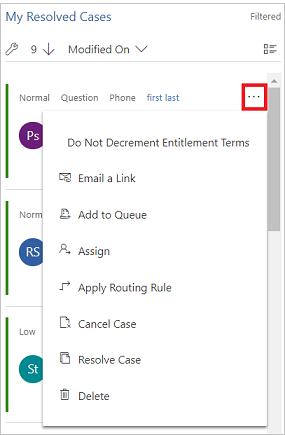 My Resolved Cases Filtered
9 Modified On
Normal Question Phone first last ...
Ps
Do Not Decrement Entitlement Terms
Email a Link
Norm
Add to Queue
RS
Assign
Apply Routing Rule
Low
Cancel Case
St
Resolve Case
Delete